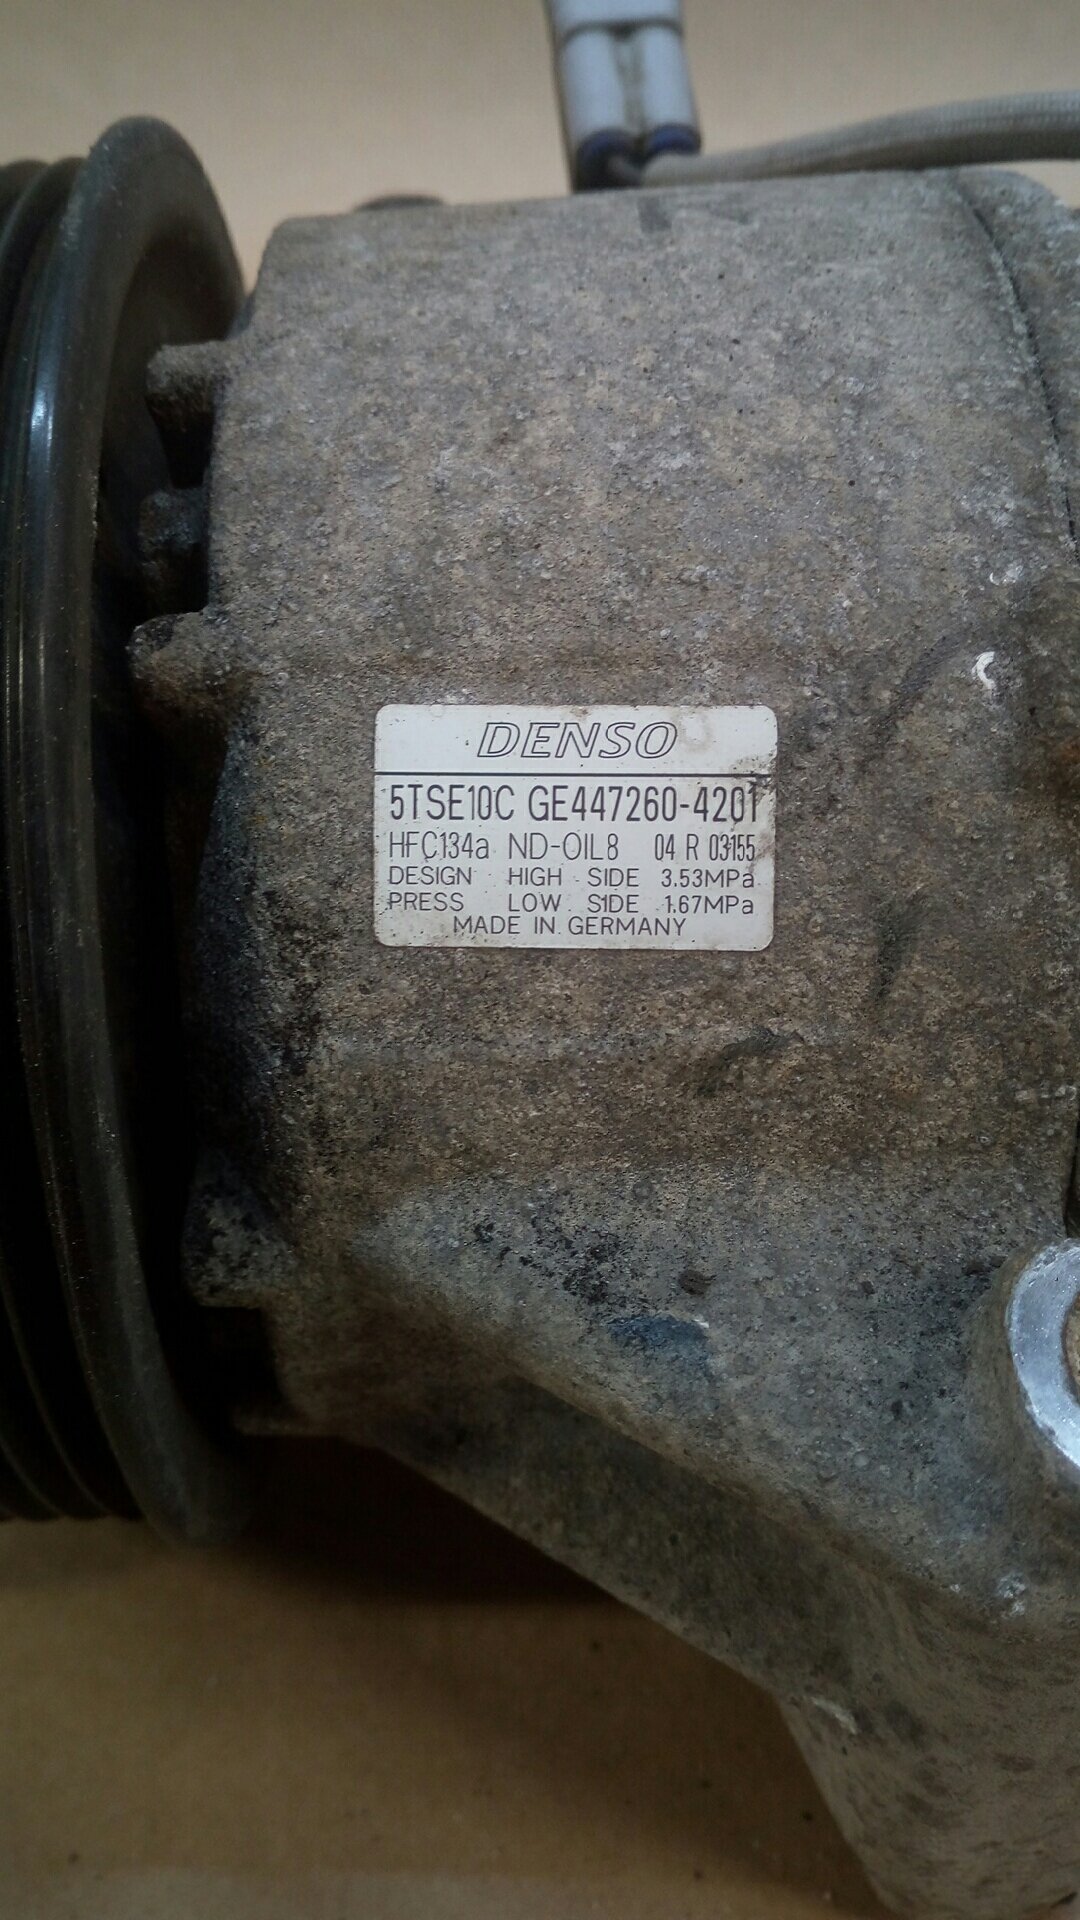 DENSO
5TSE10C GE447260-4201
HFC134a ND-OIL8 04 R 03155
DESIGN HIGH SIDE 3.53MPa
PRESS LOW SIDE 1.67MPa
MADE IN GERMANY